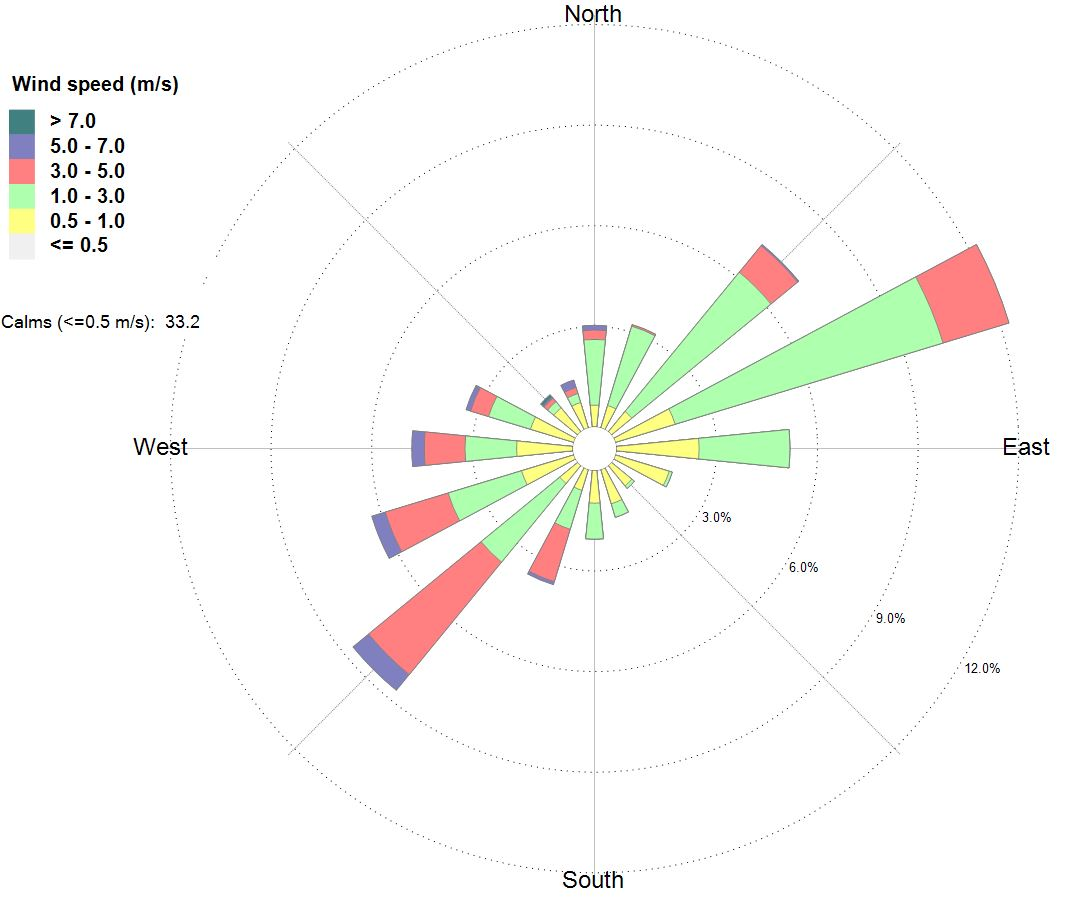 North
Wind speed (m/s)
> 7.0
5.0 - 7.0
3.0 - 5.0
1.0 - 3.0
0.5 - 1.0
<= 0.5
Calms (<=0.5 m/s):  33.2
West
East
3.0%
6.0%
9.0%
12.0%
South